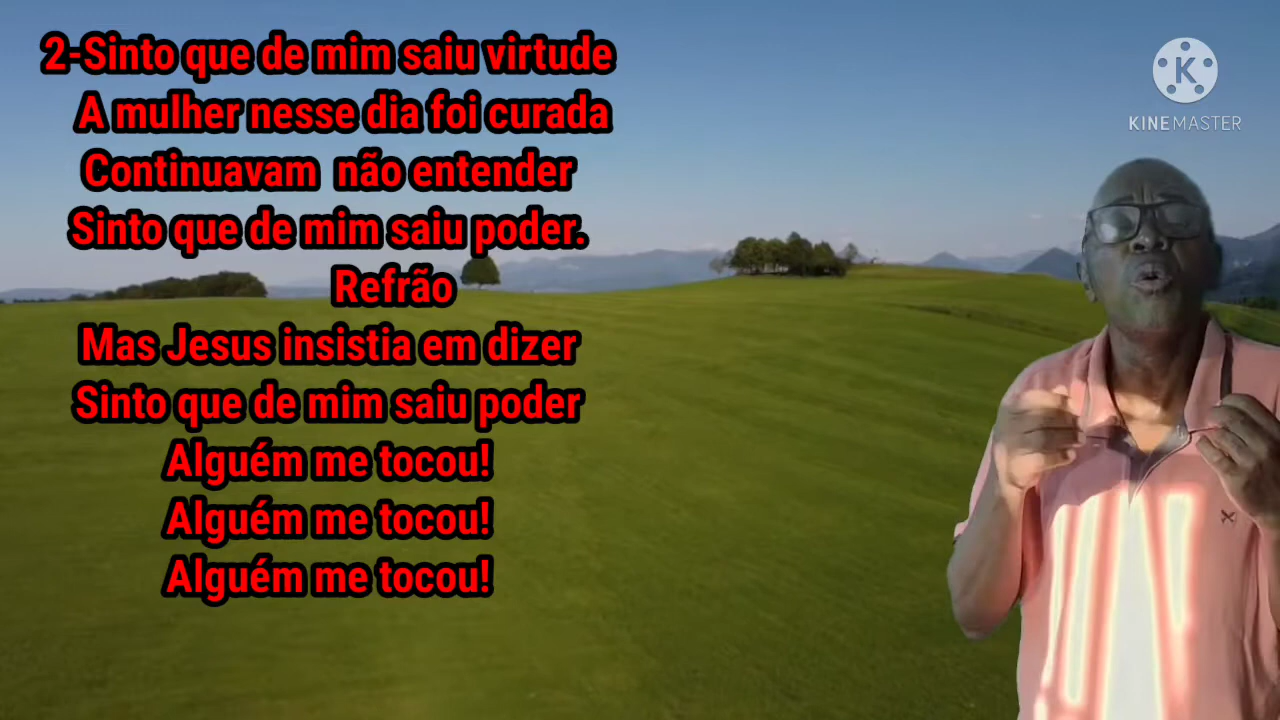 2-Sinto que de mim saiu virtude
A mulher nesse dia foi curada
Continuavam não entender
Sinto que de mim saiu poder.
Refrão
Mas Jesus insistia em dizer
Sinto que de mim saiu poder
Alguém me tocou!
Alguém me tocou!
Alguém me tocou!
K
KINEMASTER